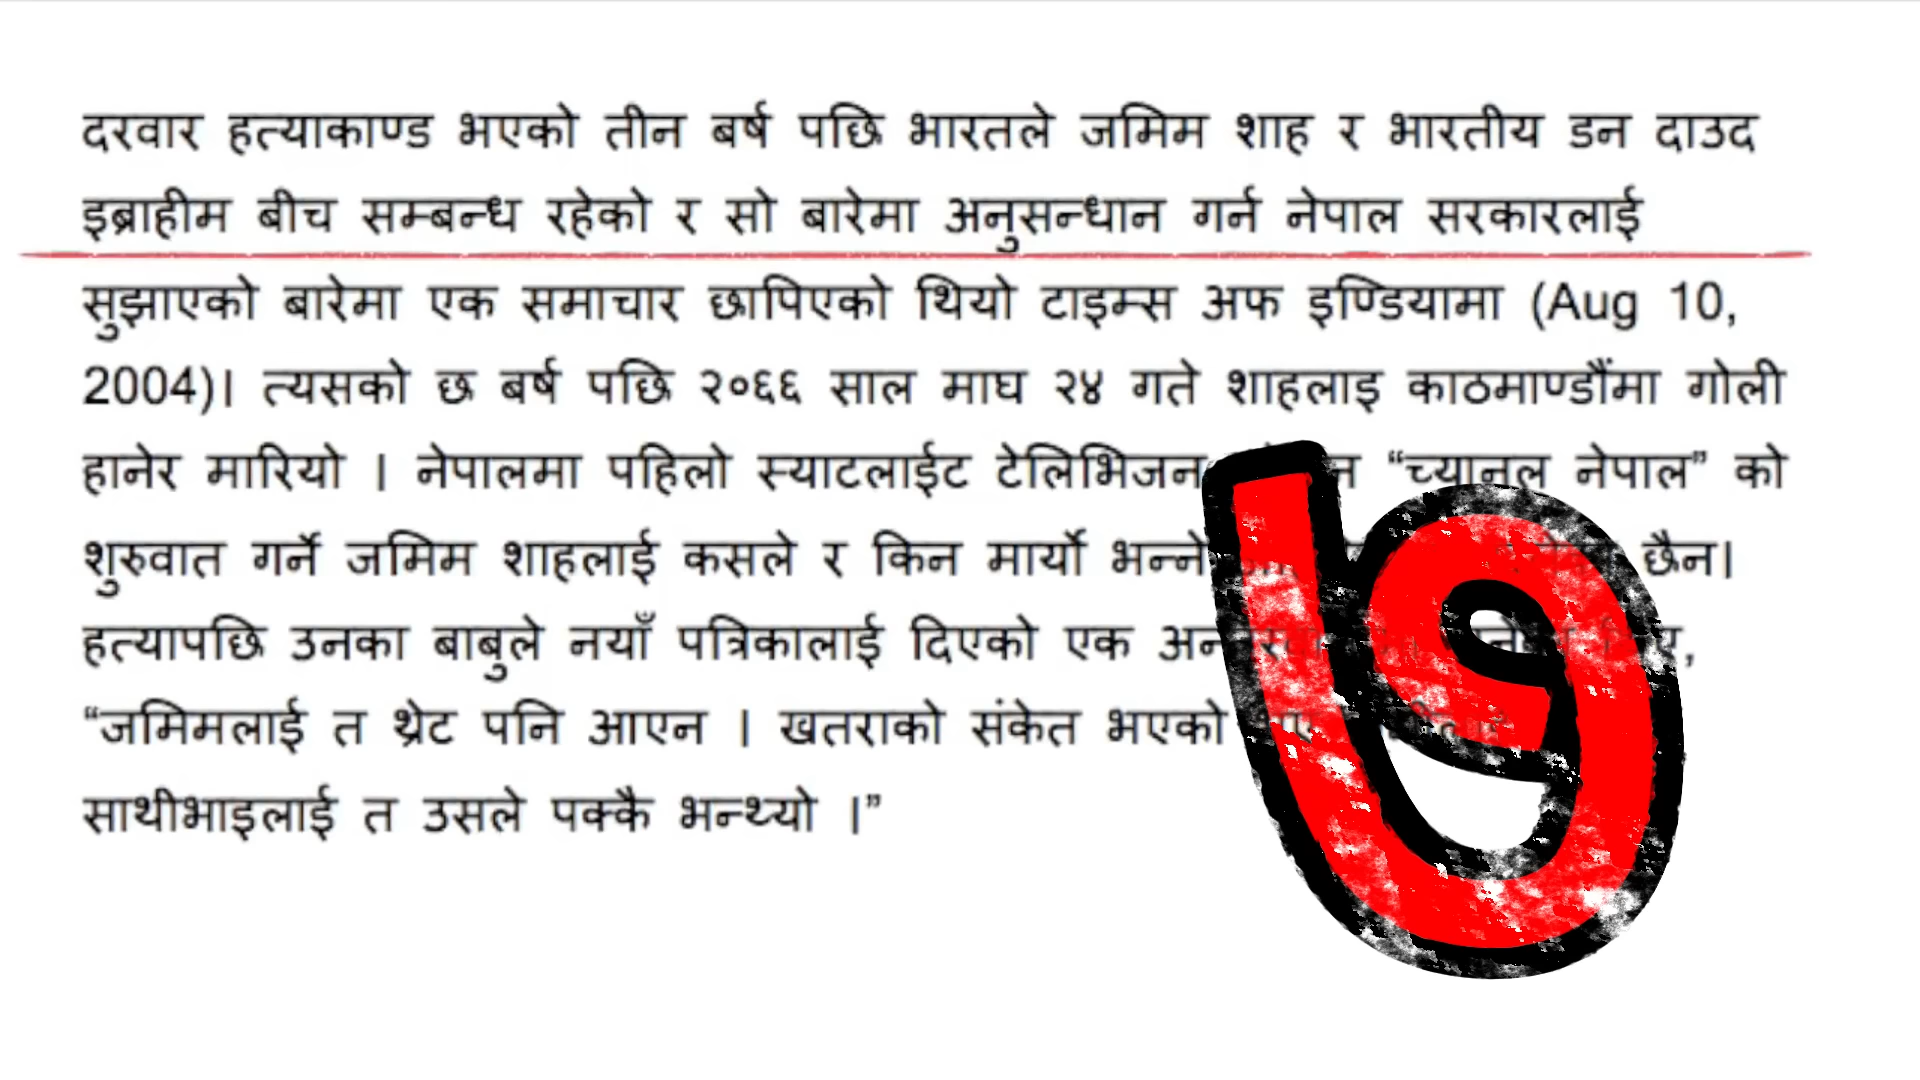 दरवार हत्याकाण्ड भएको तीन बर्ष पछि भारतले जमिम शाह र भारतीय डन दाउद
इब्राहीम बीच सम्बन्ध रहेको र सो बारेमा अनुसन्धान गर्न नेपाल सरकारलाई
सुझाएको बारेमा एक समाचार छापिएको थियो टाइम्स अफ इण्डियामा (Aug 10,
2004)। त्यसको छ बर्ष पछि २०६६ साल माघ २४ गते शाहलाइ काठमाण्डौंमा गोली
हानेर मारियो । नेपालमा पहिलो स्याटलाईट टेलिभिजन “च्यानल नेपाल” को
शुरुवात गर्ने जमिम शाहलाई कसले र किन मार्यो भन्ने छैन।
हत्यापछि उनका बाबुले नयाँ पत्रिकालाई दिएको एक
“जमिमलाई त थ्रेट पनि आएन । खतराको संकेत भएको
साथीभाइलाई त उसले पक्कै भन्थ्यो ।”
७